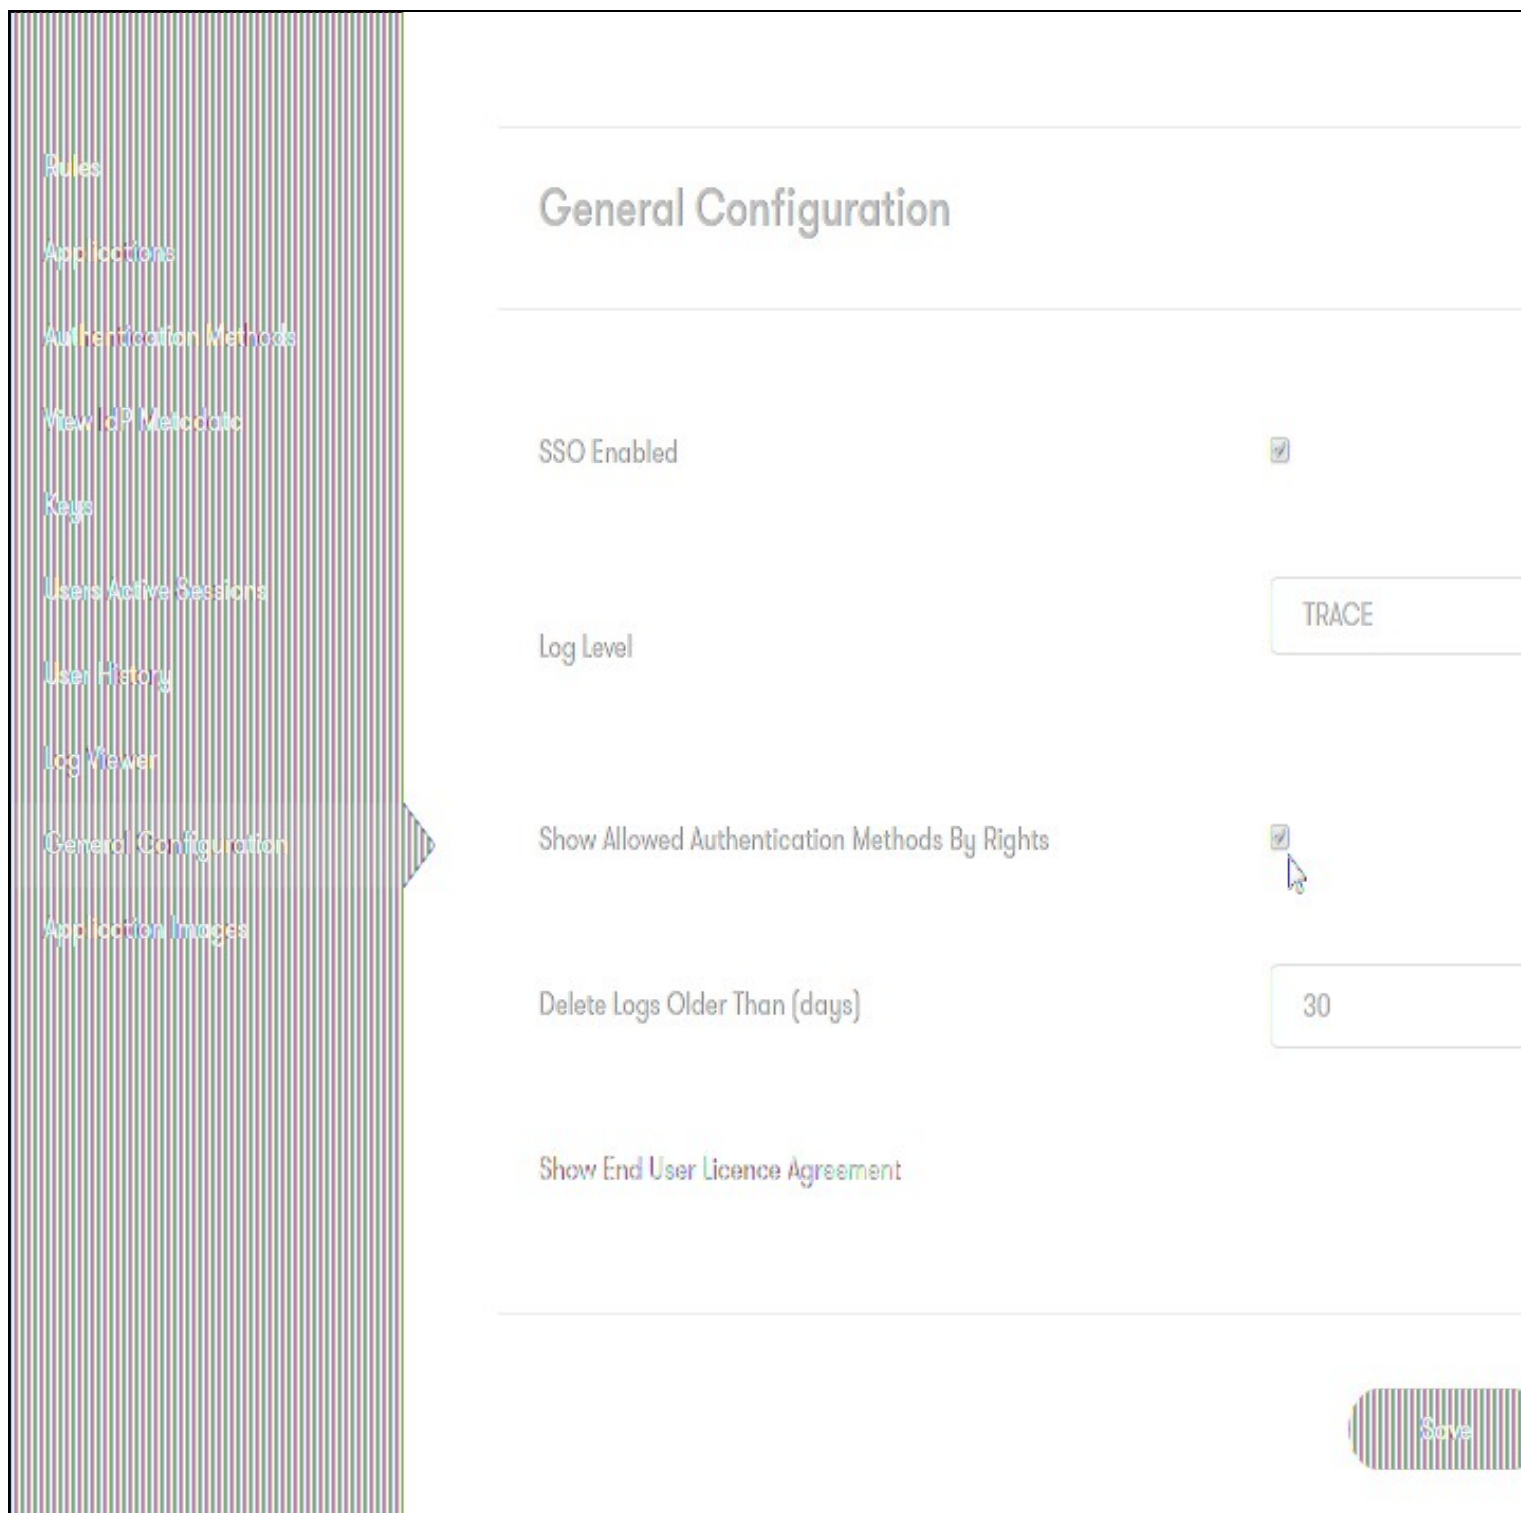 Rules
Applications
Authentication Methods
View IdP Metadata
Keys
Users Active Sessions
User History
Log Viewer
General Configuration
Application Images
General Configuration
SSO Enabled
Log Level
TRACE
Show Allowed Authentication Methods By Rights
Delete Logs Older Than (days)
30
Show End User Licence Agreement
Save